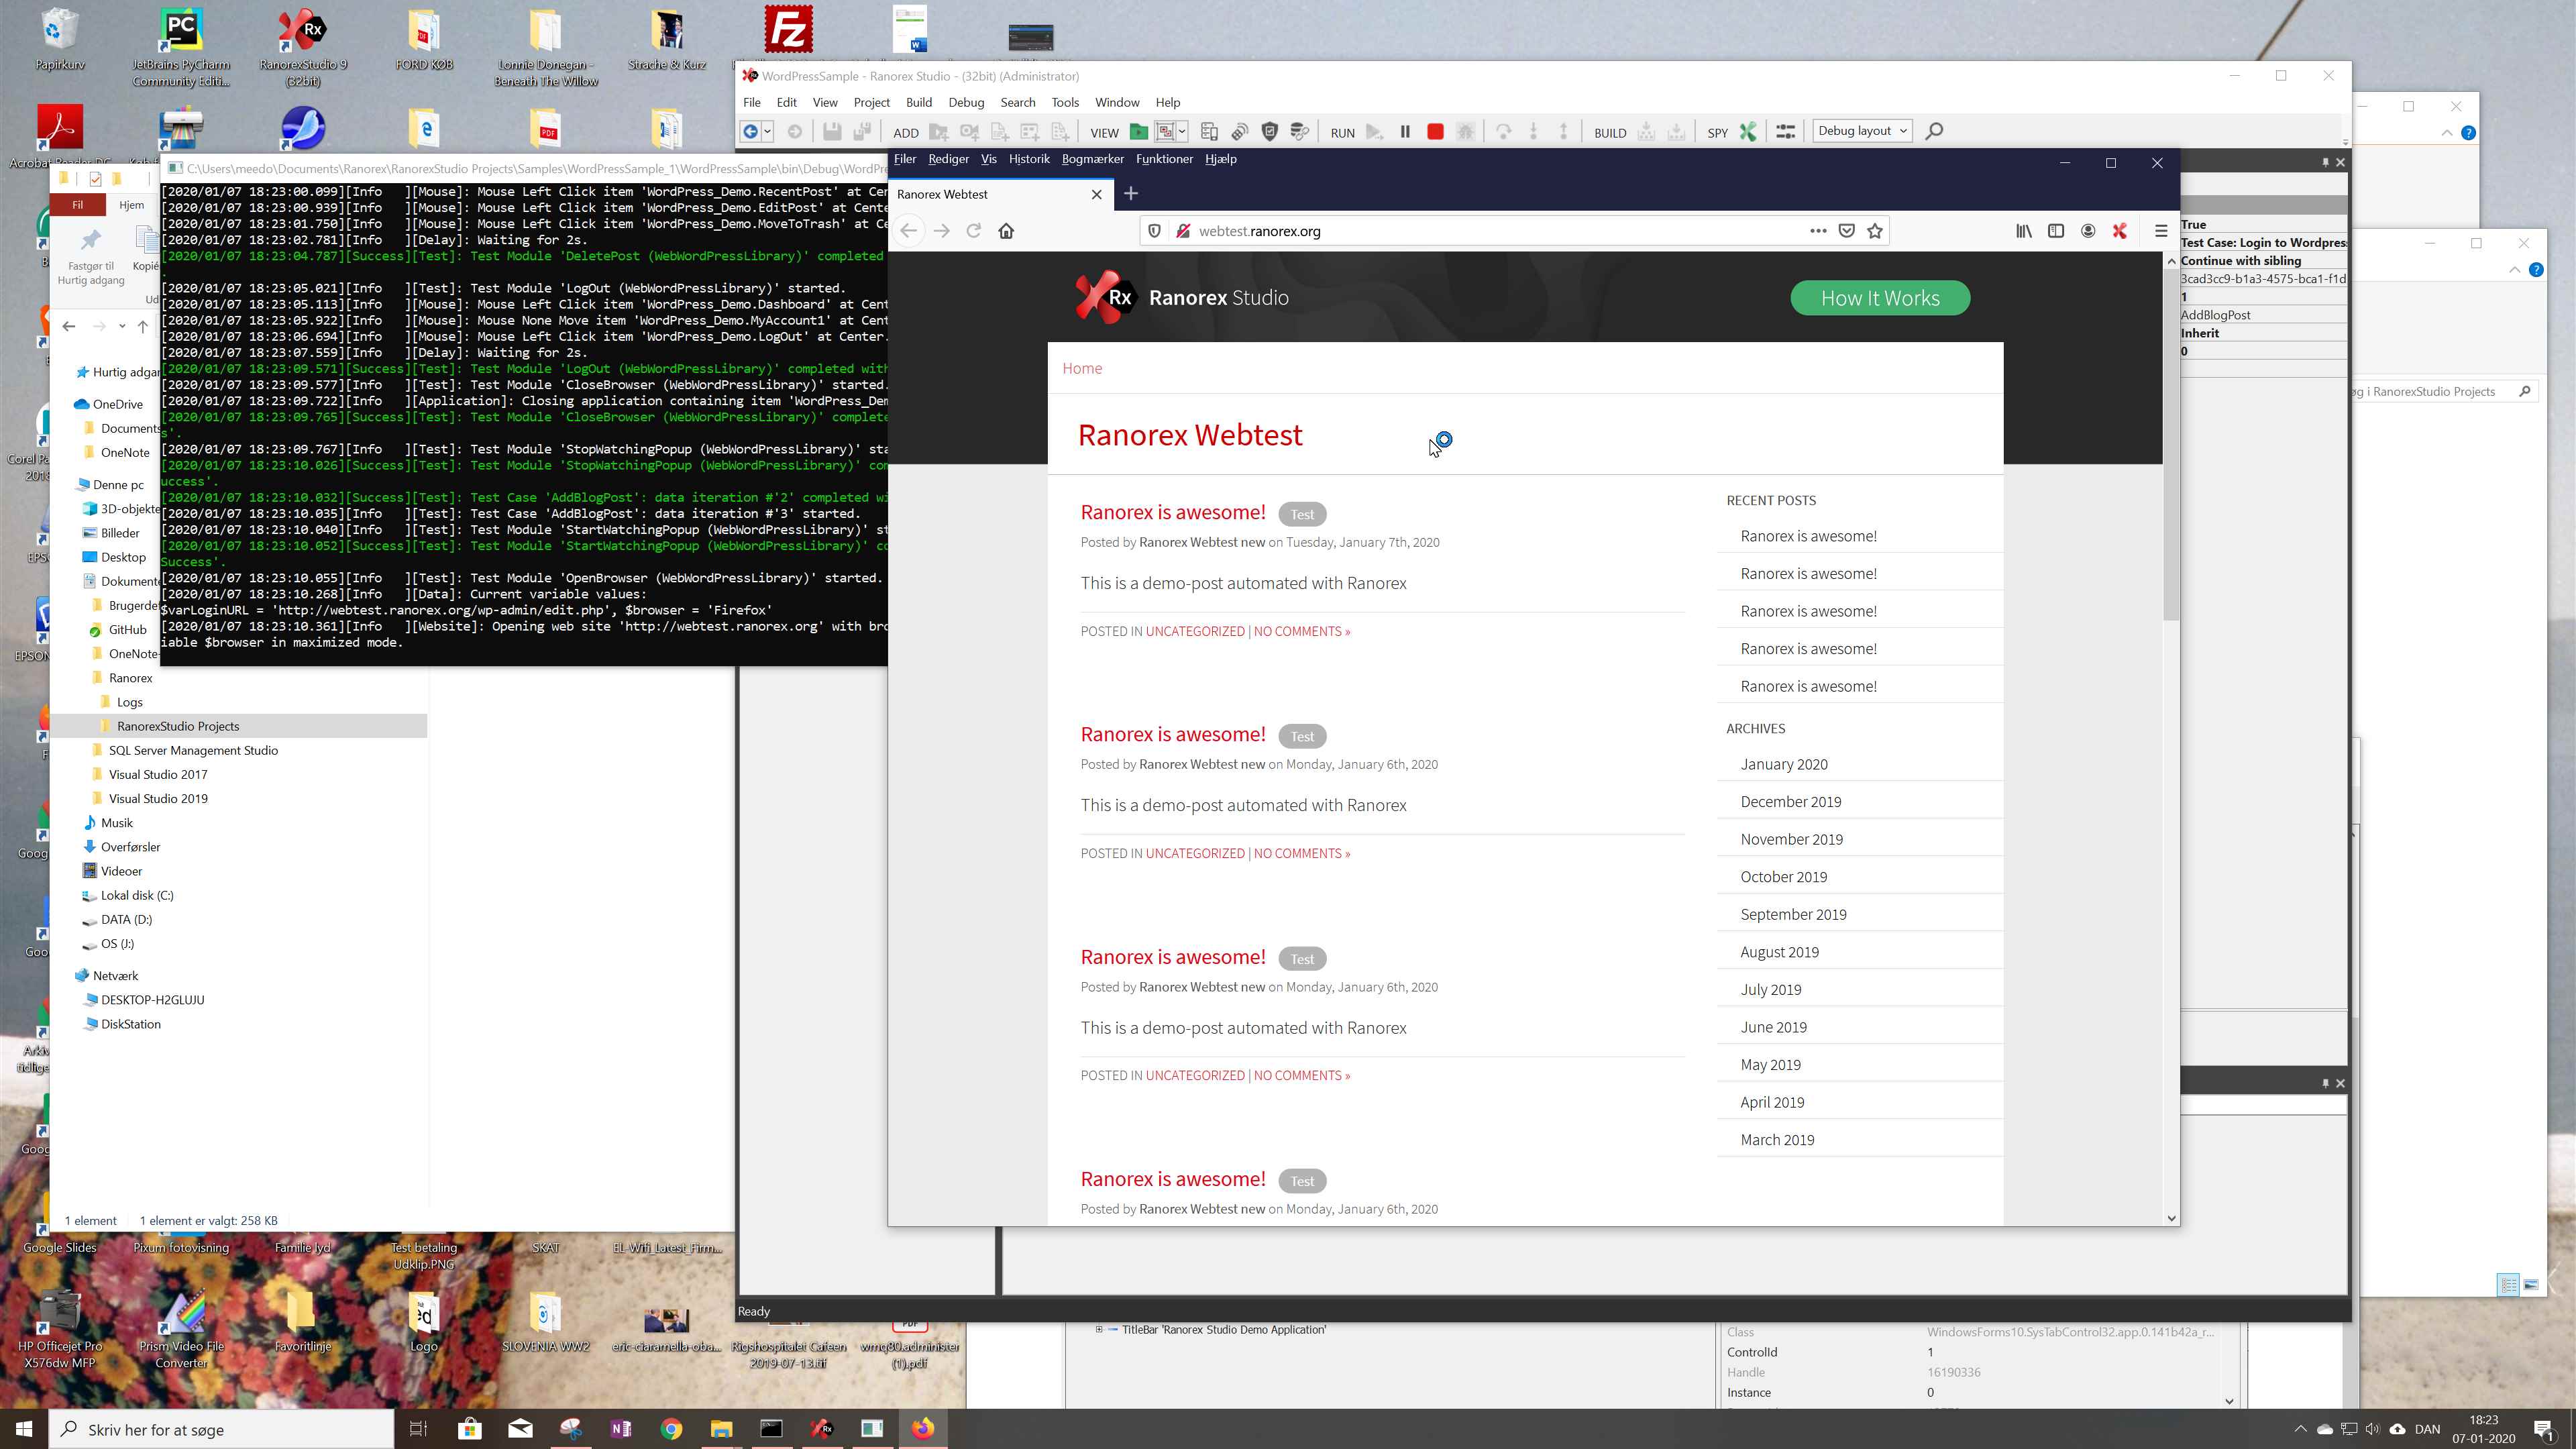 Papirkurv
JetBrains PyCharm
Community Editi...
RanorexStudio 9
(32bit)
FORD KØB
Lonnie Donegan -
Beneath The Willow
Strache & Kurz
WordPressSample - Ranorex Studio - (32bit) (Administrator)
File Edit View Project Build Debug Search Tools Window Help
ADD VIEW RUN BUILD SPY Debug layout
Acrobat Reader DC
C:\Users\meedo\Documents\Ranorex\RanorexStudio Projects\Samples\WordPressSample_1\WordPressSample\bin\Debug\WordPre
[2020/01/07 18:23:00.099][Info ][Mouse]: Mouse Left Click item 'WordPress_Demo.RecentPost' at Cen
[2020/01/07 18:23:00.939][Info ][Mouse]: Mouse Left Click item 'WordPress_Demo.EditPost' at Cente
[2020/01/07 18:23:01.750][Info ][Mouse]: Mouse Left Click item 'WordPress_Demo.MoveToTrash' at Ce
[2020/01/07 18:23:02.781][Info ][Delay]: Waiting for 2s.
[2020/01/07 18:23:04.787][Success][Test]: Test Module 'DeletePost (WebWordPressLibrary)' completed
.
[2020/01/07 18:23:05.021][Info ][Test]: Test Module 'LogOut (WebWordPressLibrary)' started.
[2020/01/07 18:23:05.113][Info ][Mouse]: Mouse Left Click item 'WordPress_Demo.Dashboard' at Cent
[2020/01/07 18:23:05.922][Info ][Mouse]: Mouse None Move item 'WordPress_Demo.MyAccount1' at Cent
[2020/01/07 18:23:06.694][Info ][Mouse]: Mouse Left Click item 'WordPress_Demo.LogOut' at Center.
[2020/01/07 18:23:07.559][Info ][Delay]: Waiting for 2s.
[2020/01/07 18:23:09.571][Success][Test]: Test Module 'LogOut (WebWordPressLibrary)' completed with
[2020/01/07 18:23:09.577][Info ][Test]: Test Module 'CloseBrowser (WebWordPressLibrary)' started.
[2020/01/07 18:23:09.722][Info ][Application]: Closing application containing item 'WordPress_Dem
[2020/01/07 18:23:09.765][Success][Test]: Test Module 'CloseBrowser (WebWordPressLibrary)' complete
s'.
[2020/01/07 18:23:09.767][Info ][Test]: Test Module 'StopWatchingPopup (WebWordPressLibrary)' sta
[2020/01/07 18:23:10.026][Success][Test]: Test Module 'StopWatchingPopup (WebWordPressLibrary)' com
uccess'.
[2020/01/07 18:23:10.032][Success][Test]: Test Case 'AddBlogPost': data iteration #'2' completed wi
[2020/01/07 18:23:10.035][Info ][Test]: Test Case 'AddBlogPost': data iteration #'3' started.
[2020/01/07 18:23:10.040][Info ][Test]: Test Module 'StartWatchingPopup (WebWordPressLibrary)' st
[2020/01/07 18:23:10.052][Success][Test]: Test Module 'StartWatchingPopup (WebWordPressLibrary)' co
Success'.
[2020/01/07 18:23:10.055][Info ][Test]: Test Module 'OpenBrowser (WebWordPressLibrary)' started.
[2020/01/07 18:23:10.268][Info ][Data]: Current variable values:
$varLoginURL = 'http://webtest.ranorex.org/wp-admin/edit.php', $browser = 'Firefox'
[2020/01/07 18:23:10.361][Info ][Website]: Opening web site 'http://webtest.ranorex.org' with bro
iable $browser in maximized mode.
Fil Hjem
Fastgør til
Hurtig adgang
Kopié
Ud
Hurtig adgan
OneDrive
Documents
OneNote
Denne pc
3D-objekte
Billeder
Desktop
Dokumente
Brugerde
GitHub
OneNote-
Ranorex
Logs
RanorexStudio Projects
SQL Server Management Studio
Visual Studio 2017
Visual Studio 2019
Musik
Overførsler
Videoer
Lokal disk (C:)
DATA (D:)
OS (J:)
Netværk
DESKTOP-H2GLUJU
DiskStation
1 element 1 element er valgt: 258 KB
Filer Rediger Vis Historik Bogmærker Funktioner Hjælp
Ranorex Webtest
webtest.ranorex.org
Rx Ranorex Studio
How It Works
Home
Ranorex Webtest
Ranorex is awesome! Test
Posted by Ranorex Webtest new on Tuesday, January 7th, 2020
This is a demo-post automated with Ranorex
POSTED IN UNCATEGORIZED | NO COMMENTS »
Ranorex is awesome! Test
Posted by Ranorex Webtest new on Monday, January 6th, 2020
This is a demo-post automated with Ranorex
POSTED IN UNCATEGORIZED | NO COMMENTS »
Ranorex is awesome! Test
Posted by Ranorex Webtest new on Monday, January 6th, 2020
This is a demo-post automated with Ranorex
POSTED IN UNCATEGORIZED | NO COMMENTS »
Ranorex is awesome! Test
Posted by Ranorex Webtest new on Monday, January 6th, 2020
RECENT POSTS
Ranorex is awesome!
Ranorex is awesome!
Ranorex is awesome!
Ranorex is awesome!
Ranorex is awesome!
ARCHIVES
January 2020
December 2019
November 2019
October 2019
September 2019
August 2019
July 2019
June 2019
May 2019
April 2019
March 2019
True
Test Case: Login to Wordpres
Continue with sibling
3cad3cc9-b1a3-4575-bca1-f1d
1
AddBlogPost
Inherit
0
øg i RanorexStudio Projects
Ready
TitleBar 'Ranorex Studio Demo Application'
Class WindowsForms10.SysTabControl32.app.0.141b42a_r...
ControlId 1
Handle 16190336
Instance 0
Google Slides
Pixum fotovisning
Familie Jyd
Test betaling
Udklip.PNG
SKAT
EL-Wifi_Latest_Firm...
HP Officejet Pro
X576dw MFP
Prism Video File
Converter
Favoritlinje
Logo
SLOVENIA WW2
eric-ciaramella-oba...
Rigshospitalet Cafeen
2019-07-13.tif
wmq80.administer
(1).pdf
Skriv her for at søge
DAN
18:23
07-01-2020